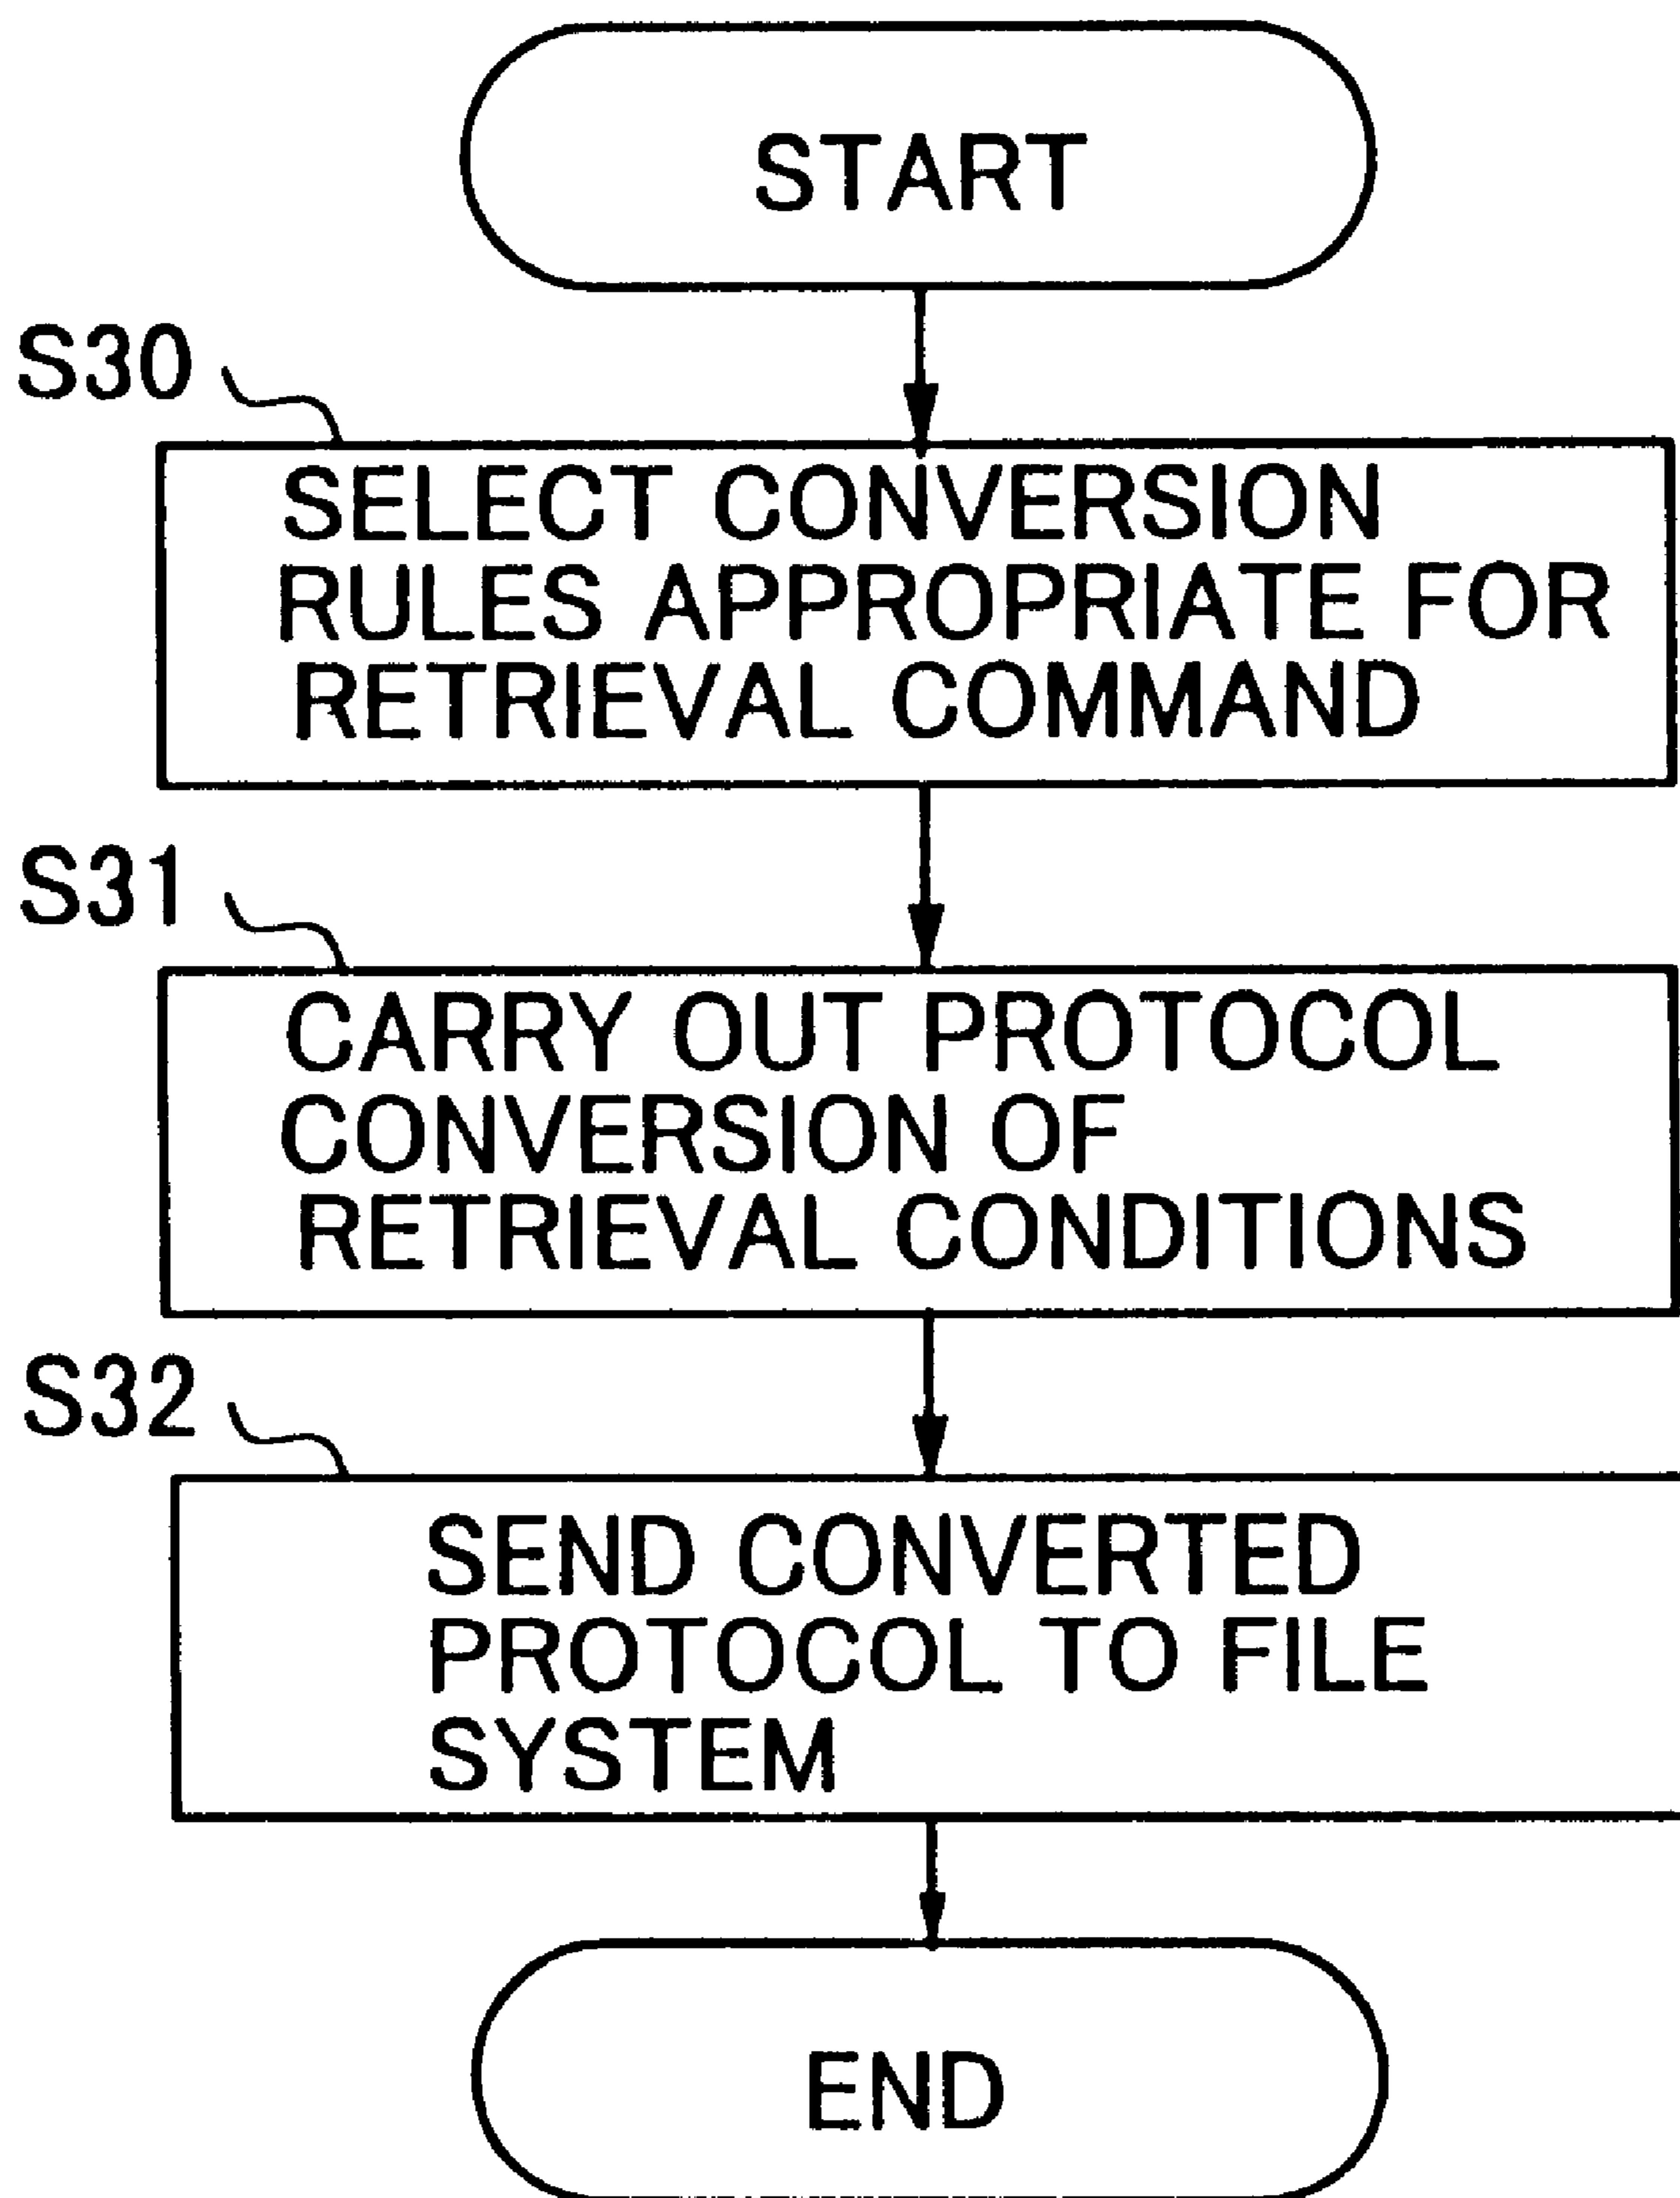 START
S30
SELECT CONVERSION
RULES APPROPRIATE FOR
RETRIEVAL COMMAND
S31
CARRY OUT PROTOCOL
CONVERSION OF
RETRIEVAL CONDITIONS
S32
SEND CONVERTED
PROTOCOL TO FILE
SYSTEM
END